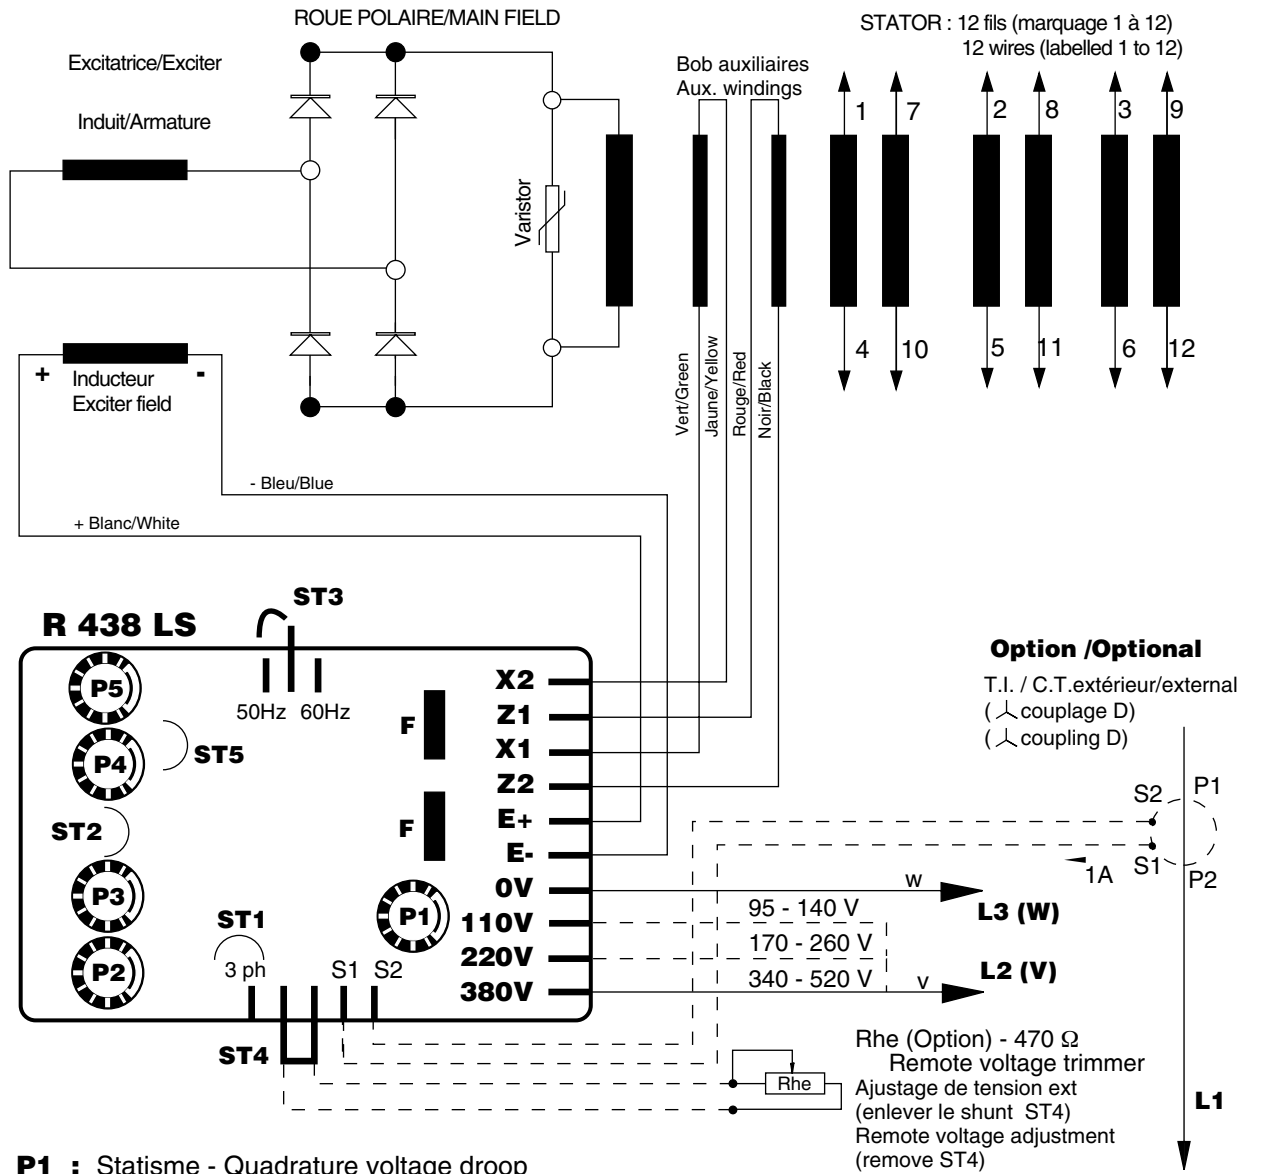 ROUE POLAIRE/MAIN FIELD
STATOR : 12 fils (marquage 1 à 12)
12 wires (labelled 1 to 12)
Excitatrice/Exciter
Bob auxiliaires
Aux. windings
Induit/Armature
1
7
2
8
3
9
Varistor
4
10
5
11
6
12
+
-
Inducteur
Exciter field
Vert/Green
Jaune/Yellow
Rouge/Red
Noir/Black
- Bleu/Blue
+ Blanc/White
ST3
R 438 LS
Option /Optional
T.I. / C.T.extérieur/external
( couplage D)
( coupling D)
P5
50Hz
60Hz
F
X2
Z1
X1
Z2
E+
E-
0V
110V
220V
380V
ST5
P4
ST2
F
P3
P1
P2
ST1
3 ph
S1
S2
ST4
S2
P1
S1
P2
1A
w
L3 (W)
95 - 140 V
170 - 260 V
340 - 520 V
v
L2 (V)
Rhe (Option) - 470 Ω
Remote voltage trimmer
Rhe
Ajustage de tension ext
(enlever le shunt ST4)
Remote voltage adjustment
(remove ST4)
L1
P1 : Statisme - Quadrature voltage droop